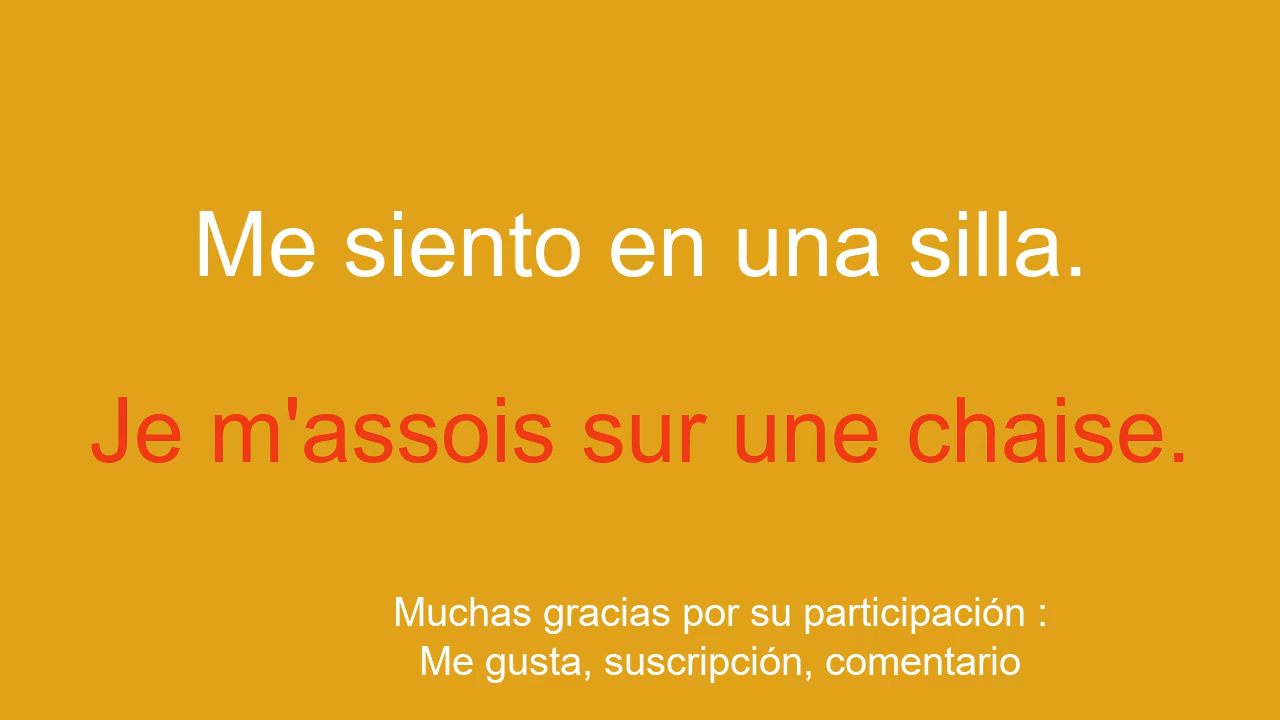 Me siento en una silla.
Je m'assois sur une chaise.
Muchas gracias por su participación :
Me gusta, suscripción, comentario